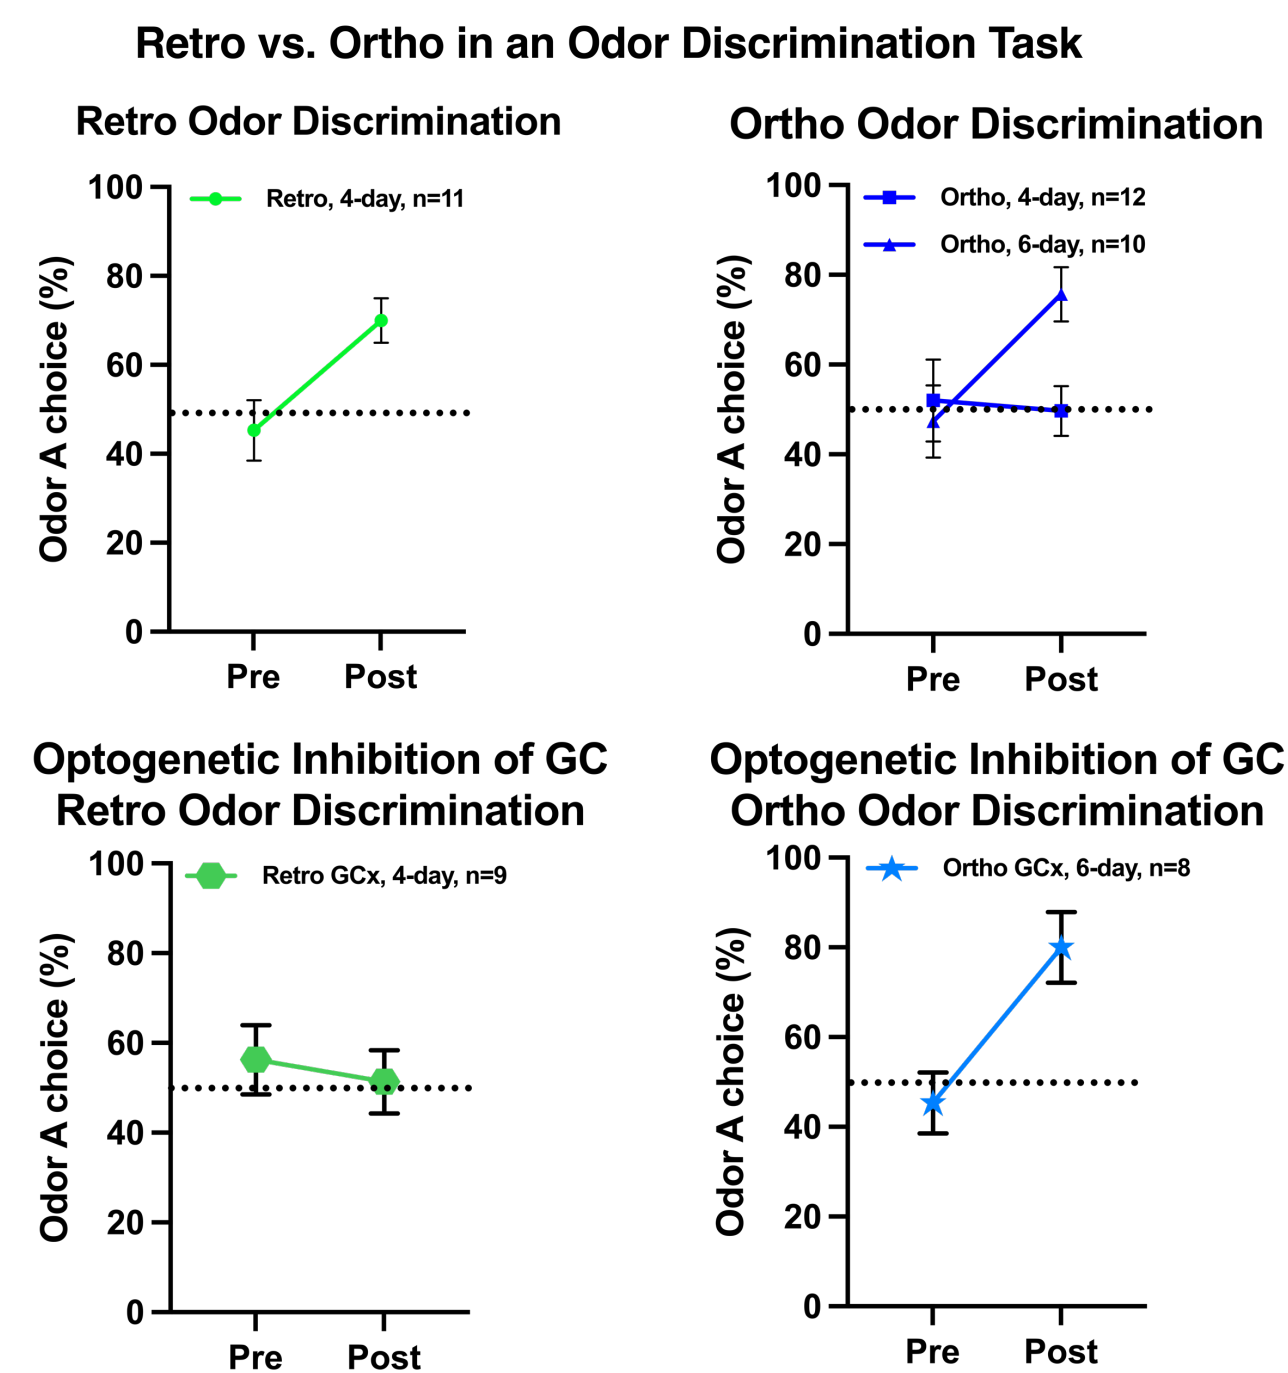 Retro vs. Ortho in an Odor Discrimination Task
Retro Odor Discrimination
Retro, 4-day, n=11
Odor A choice (%)
100
80
60
40
20
0
Pre Post
Ortho Odor Discrimination
Ortho, 4-day, n=12
Ortho, 6-day, n=10
Odor A choice (%)
100
80
60
40
20
0
Pre Post
Optogenetic Inhibition of GC
Retro Odor Discrimination
Retro GCx, 4-day, n=9
Odor A choice (%)
100
80
60
40
20
0
Pre Post
Optogenetic Inhibition of GC
Ortho Odor Discrimination
Ortho GCx, 6-day, n=8
Odor A choice (%)
100
80
60
40
20
0
Pre Post